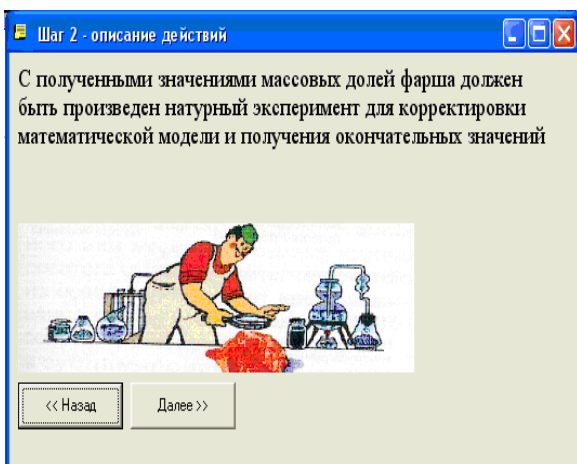 Шаг 2 - описание действий
С полученными значениями массовых долей фарша должен
быть произведен натурный эксперимент для корректировки
математической модели и получения окончательных значений
<< Назад
Далее >>